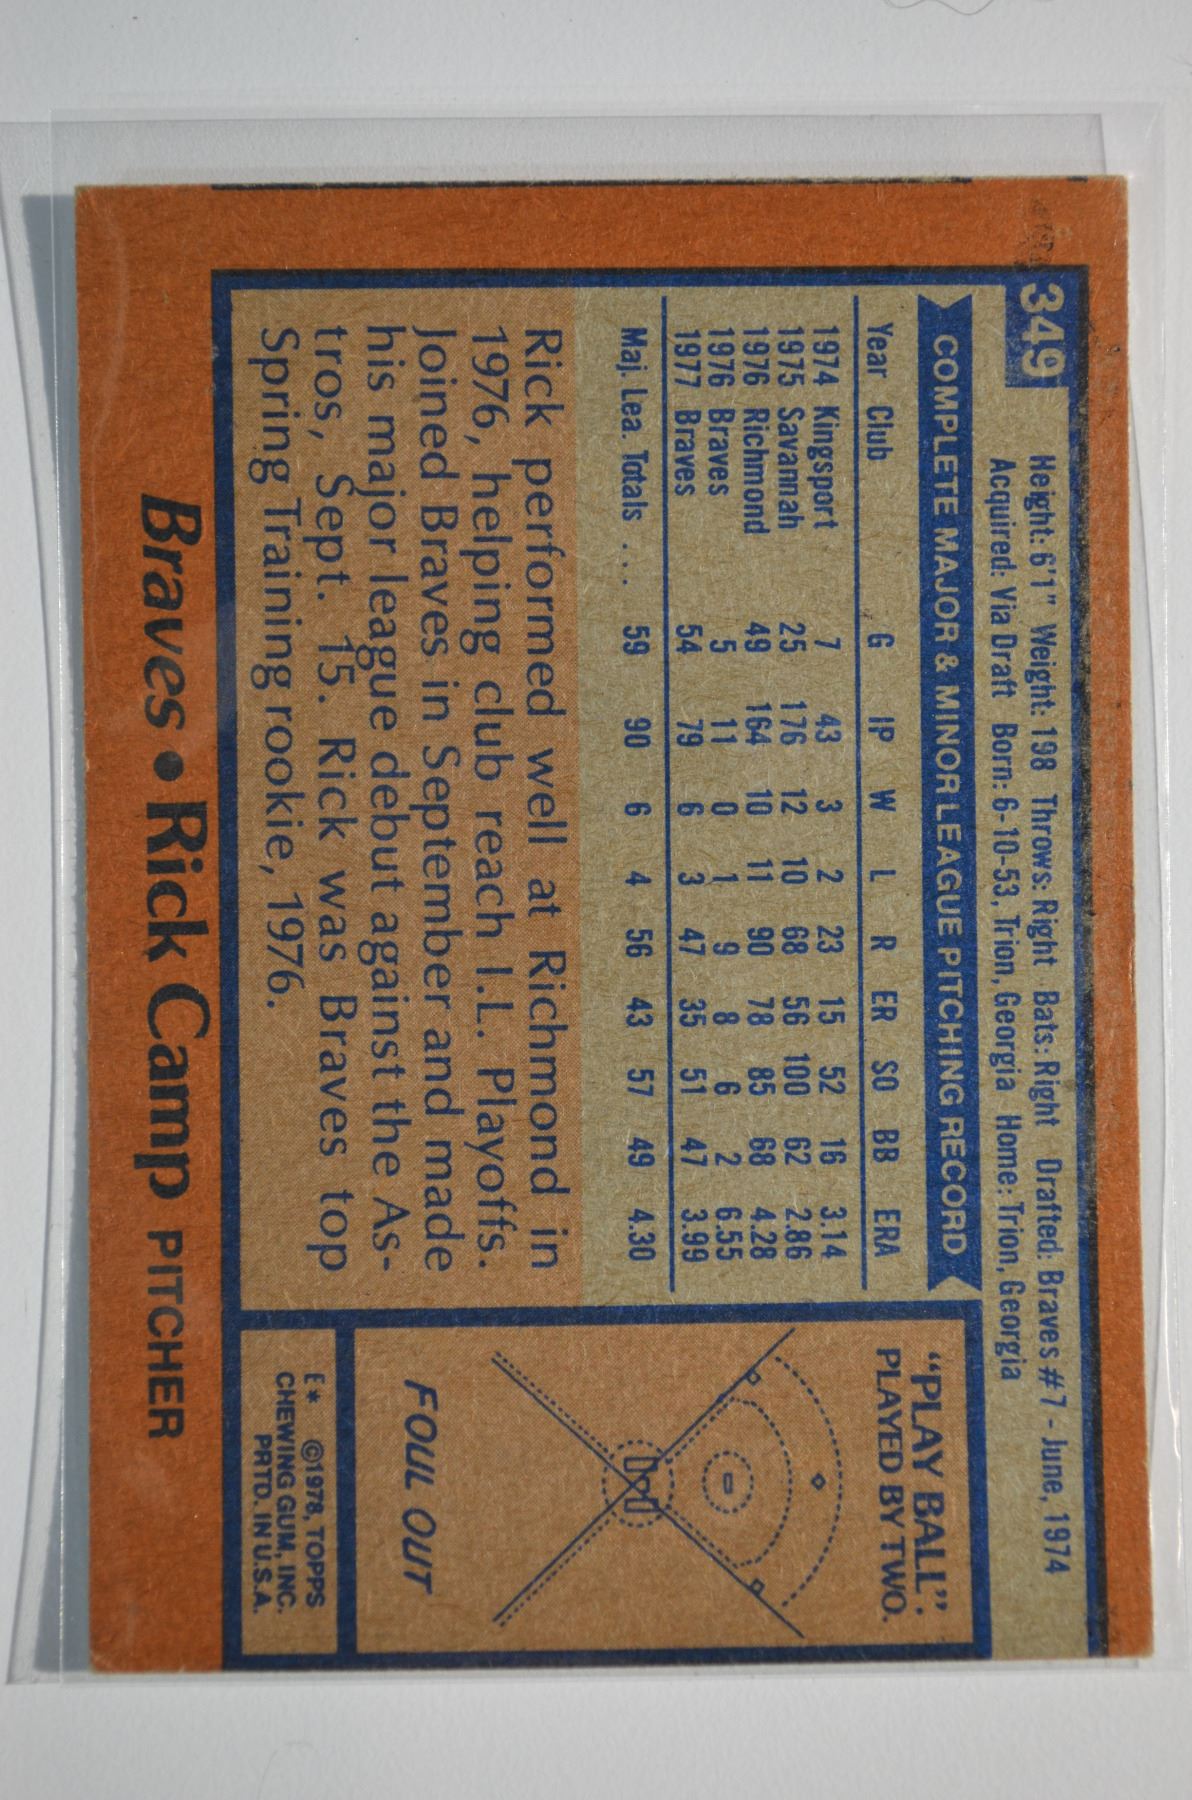 349
Height: 6'1" Weight: 198 Throws: Right Bats: Right Drafted: Braves #7 - June, 1974
Acquired: Via Draft Born: 6-10-53, Trion, Georgia Home: Trion, Georgia
COMPLETE MAJOR & MINOR LEAGUE PITCHING RECORD
Year Club G IP W L R ER SO BB ERA
1974 Kingsport 7 43 3 2 23 15 52 16 3.14
1975 Savannah 25 176 12 10 68 56 100 62 2.86
1976 Richmond 49 164 10 11 90 78 85 68 4.28
1976 Braves 5 11 0 1 9 8 6 2 6.55
1977 Braves 54 79 6 3 47 35 51 47 3.99
Maj. Lea. Totals . . . 59 90 6 4 56 43 57 49 4.30
Rick performed well at Richmond in
1976, helping club reach I.L. Playoffs.
Joined Braves in September and made
his major league debut against the As-
tros, Sept. 15. Rick was Braves top
Spring Training rookie, 1976.
"PLAY BALL":
PLAYED BY TWO.
FOUL OUT
E* ©1978, TOPPS
CHEWING GUM, INC.
PRTD. IN U.S.A.
Braves • Rick Camp PITCHER